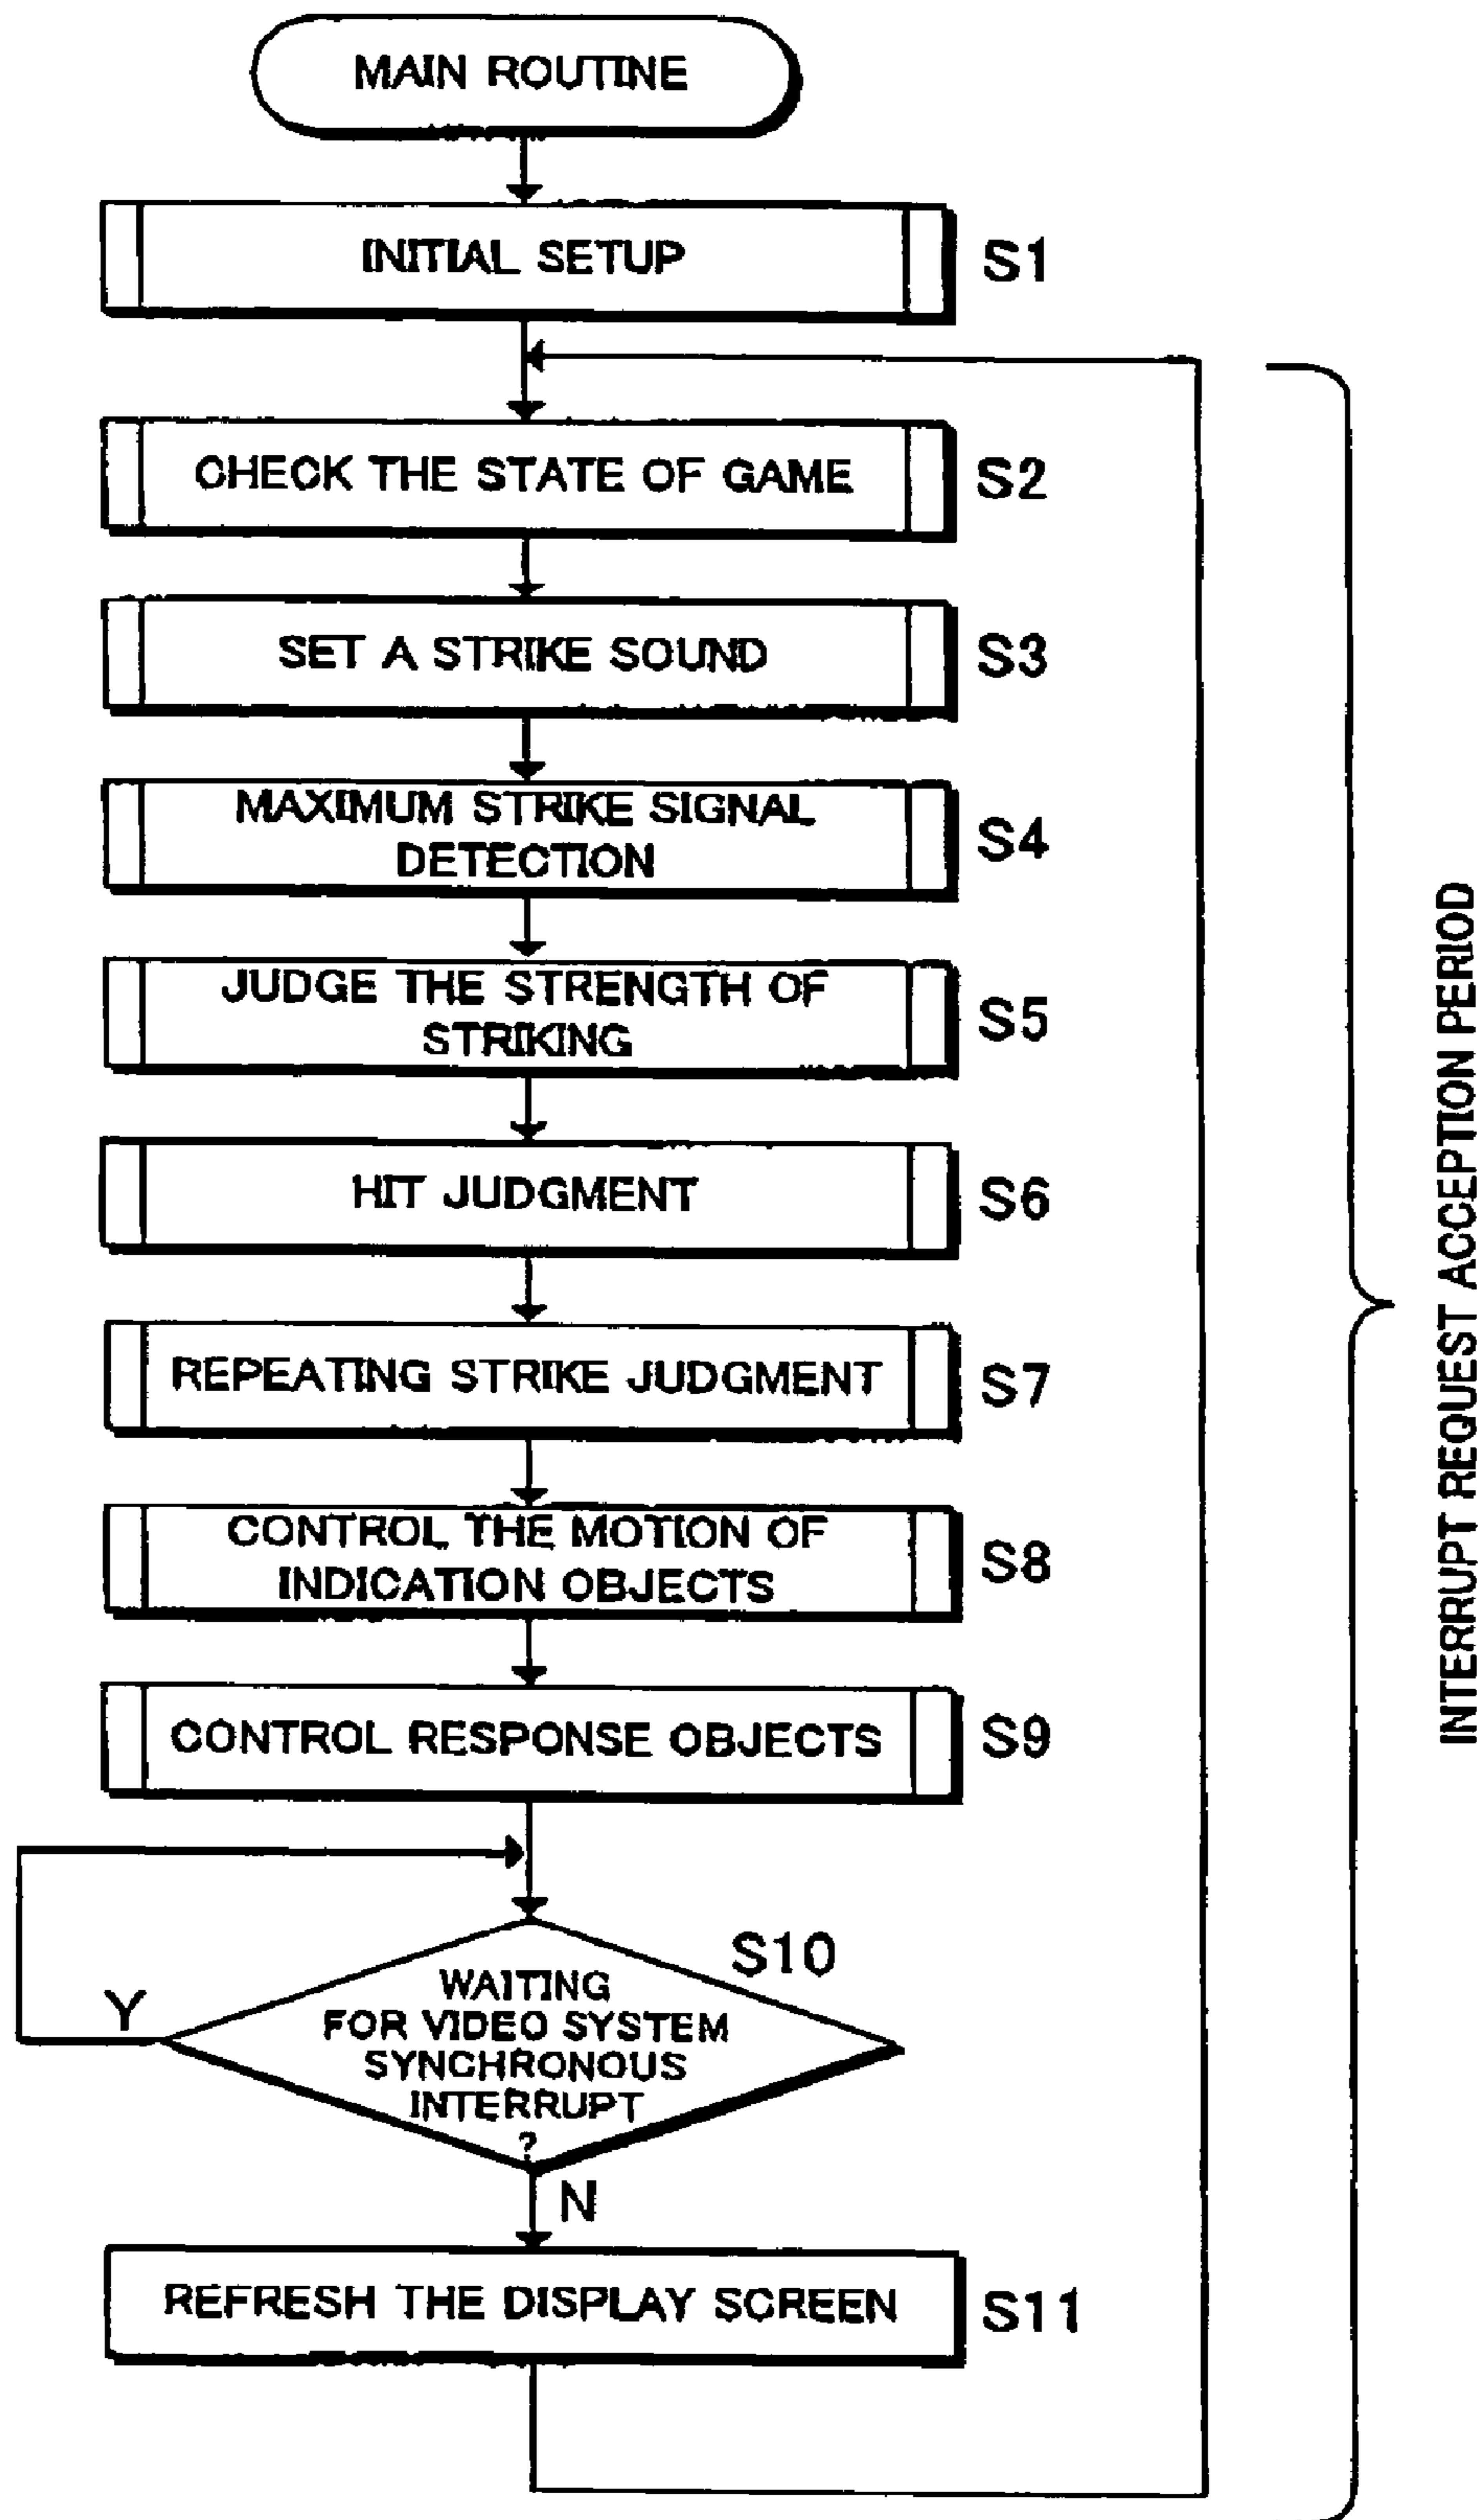 MAIN ROUTINE
INITIAL SETUP
S1
CHECK THE STATE OF GAME
S2
SET A STRIKE SOUND
S3
MAXIMUM STRIKE SIGNAL
DETECTION
S4
JUDGE THE STRENGTH OF
STRIKING
S5
HIT JUDGMENT
S6
REPEATING STRIKE JUDGMENT
S7
CONTROL THE MOTION OF
INDICATION OBJECTS
S8
CONTROL RESPONSE OBJECTS
S9
S10
WAITING
FOR VIDEO SYSTEM
SYNCHRONOUS
INTERRUPT
?
Y
N
REFRESH THE DISPLAY SCREEN
S11
INTERRUPT REQUEST ACCEPTION PERIOD